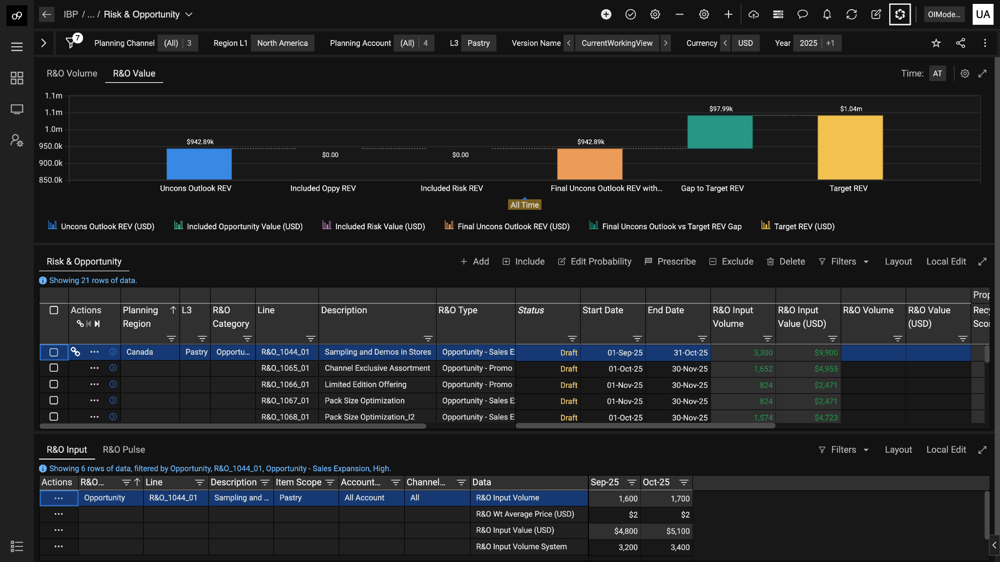 o9
IBP / ... / Risk & Opportunity
OIMode...
UA
7
Planning Channel (All) 3 Region L1 North America Planning Account (All) 4 L3 Pastry Version Name CurrentWorkingView Currency USD Year 2025 +1
R&O Volume R&O Value
Time: AT
1.1m
1.1m
1.0m
950.0k
900.0k
850.0k
$942.89k
$0.00
$0.00
$942.89k
$97.99k
$1.04m
Uncons Outlook REV Included Oppy REV Included Risk REV Final Uncons Outlook REV with... Gap to Target REV Target REV
All Time
Uncons Outlook REV (USD) Included Opportunity Value (USD) Included Risk Value (USD) Final Uncons Outlook REV (USD) Final Uncons Outlook vs Target REV Gap Target REV (USD)
Risk & Opportunity
Add Include Edit Probability Prescribe Exclude Delete Filters Layout Local Edit
Showing 21 rows of data.
Prop
Actions Planning Region L3 R&O Category Line Description R&O Type Status Start Date End Date R&O Input Volume R&O Input Value (USD) R&O Volume R&O Value (USD) Recy Scor
Canada Pastry Opportu... R&O_1044_01 Sampling and Demos in Stores Opportunity - Sales E Draft 01-Sep-25 31-Oct-25 3,300 $9,900
R&O_1065_01 Channel Exclusive Assortment Opportunity - Promo Draft 01-Oct-25 30-Nov-25 1,652 $4,955
R&O_1066_01 Limited Edition Offering Opportunity - Promo Draft 01-Nov-25 30-Nov-25 824 $2,471
R&O_1067_01 Pack Size Optimization Opportunity - Sales E Draft 01-Nov-25 30-Nov-25 824 $2,471
R&O_1068_01 Pack Size Optimization_I2 Opportunity - Sales E Draft 01-Oct-25 30-Nov-25 1,574 $4,723
R&O Input R&O Pulse
Filters Layout Local Edit
Showing 6 rows of data, filtered by Opportunity, R&O_1044_01, Opportunity - Sales Expansion, High.
Actions R&O... Line Description Item Scope Account... Channel... Data Sep-25 Oct-25
Opportunity R&O_1044_01 Sampling and ... Pastry All Account All R&O Input Volume 1,600 1,700
R&O Wt Average Price (USD) $2 $2
R&O Input Value (USD) $4,800 $5,100
R&O Input Volume System 3,200 3,400